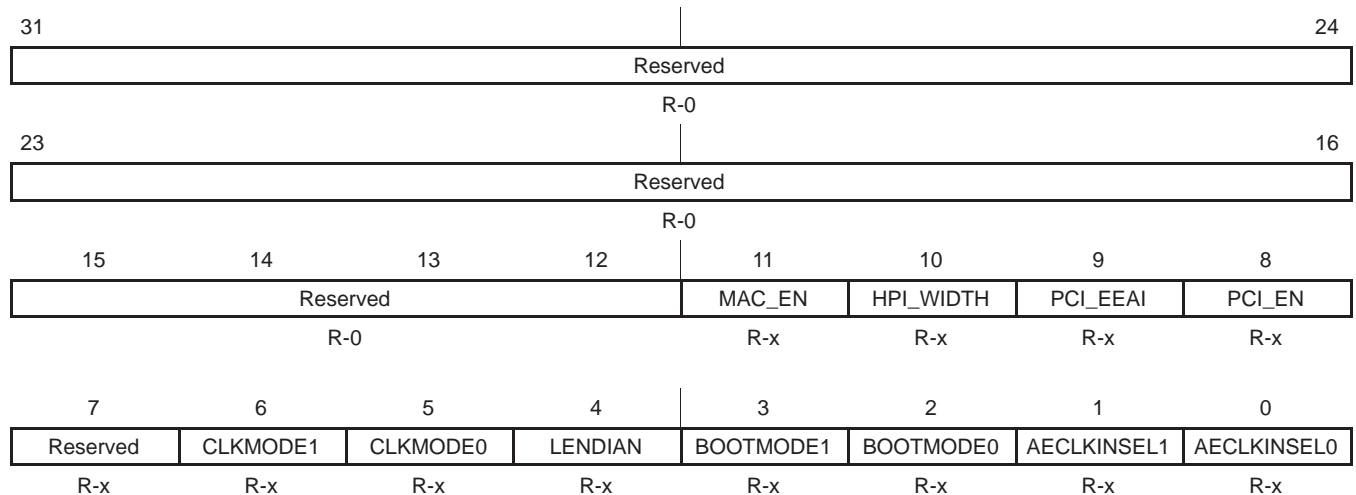 31 24
Reserved
R-0
23 16
Reserved
R-0
15 14 13 12 11 10 9 8
Reserved MAC_EN HPI_WIDTH PCI_EEAI PCI_EN
R-0 R-x R-x R-x R-x
7 6 5 4 3 2 1 0
Reserved CLKMODE1 CLKMODE0 LENDIAN BOOTMODE1 BOOTMODE0 AECLKINSEL1 AECLKINSEL0
R-x R-x R-x R-x R-x R-x R-x R-x